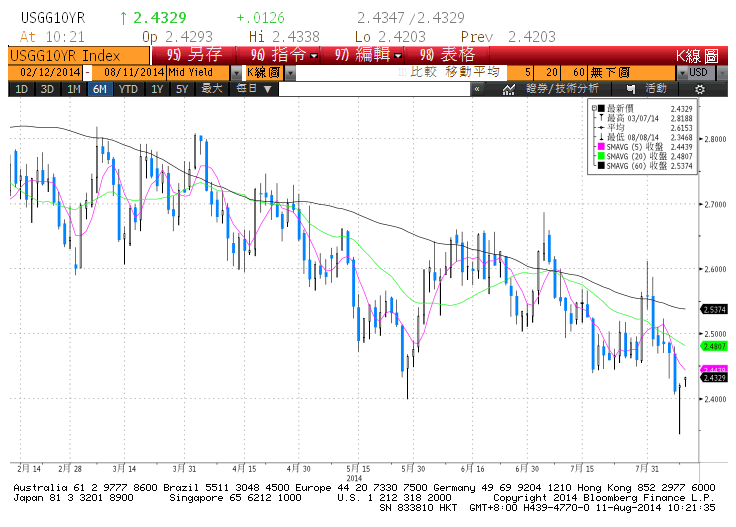 USGG10YR ↑ 2.4329 +.0126 2.4347/2.4329
At 10:21 Op 2.4293 Hi 2.4338 Lo 2.4203 Prev 2.4203
USGG10YR Index 95) 另存 96) 指令 97) 編輯 98) 表格 K線圖
02/12/2014 - 08/11/2014 Mid Yield K線圖 比較 移動平均 5 20 60 無下圖 USD
1D 3D 1M 6M YTD 1Y 5Y 最大 每日 ▼ « 證券/技術分析 活動
最新價 2.4329
最高 03/07/14 2.8188
平均 2.6153
最低 08/08/14 2.3468
SMAVG (5) 收盤 2.4439
SMAVG (20) 收盤 2.4807
SMAVG (60) 收盤 2.5374
2.8000
2.7000
2.6000
2.5374
2.5000
2.4807
2.4439
2.4329
2.4000
2月 14 2月 28 3月 14 3月 31 4月 15 4月 30 5月 15 5月 30 6月 16 6月 30 7月 15 7月 31
2014
Australia 61 2 9777 8600 Brazil 5511 3048 4500 Europe 44 20 7330 7500 Germany 49 69 9204 1210 Hong Kong 852 2977 6000
Japan 81 3 3201 8900 Singapore 65 6212 1000 U.S. 1 212 318 2000 Copyright 2014 Bloomberg Finance L.P.
SN 833810 HKT GMT+8:00 H439-4770-0 11-Aug-2014 10:21:35